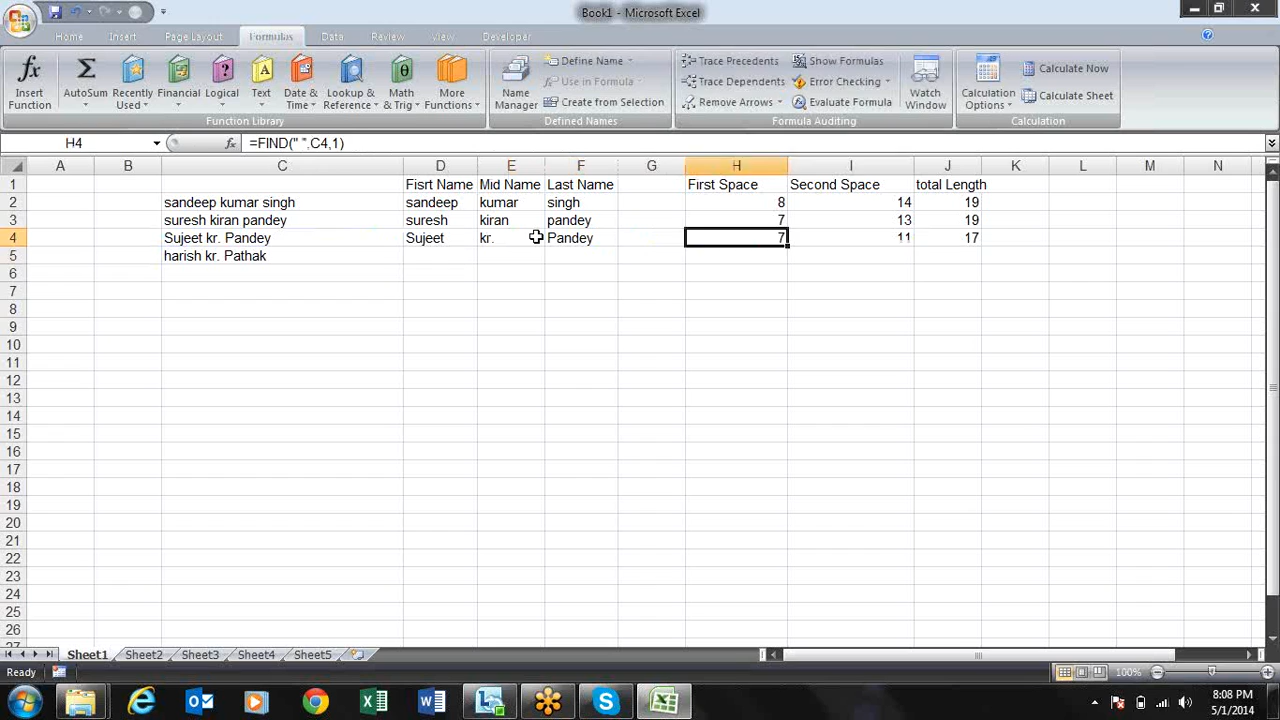 Book1 - Microsoft Excel
Home Insert Page Layout Formulas Data Review View Developer
Insert Function
AutoSum
Recently Used
Financial
Logical
Text
Date & Time
Lookup & Reference
Math & Trig
More Functions
Function Library
Name Manager
Define Name
Use in Formula
Create from Selection
Defined Names
Trace Precedents
Trace Dependents
Remove Arrows
Show Formulas
Error Checking
Evaluate Formula
Watch Window
Formula Auditing
Calculation Options
Calculate Now
Calculate Sheet
Calculation
H4 fx =FIND(" ",C4,1)
A B C D E F G H I J K L M N
1 Fisrt Name Mid Name Last Name First Space Second Space total Length
2 sandeep kumar singh sandeep kumar singh 8 14 19
3 suresh kiran pandey suresh kiran pandey 7 13 19
4 Sujeet kr. Pandey Sujeet kr. Pandey 7 11 17
5 harish kr. Pathak
6
7
8
9
10
11
12
13
14
15
16
17
18
19
20
21
22
23
24
25
26
27
Sheet1 Sheet2 Sheet3 Sheet4 Sheet5
Ready 100%
8:08 PM
5/1/2014